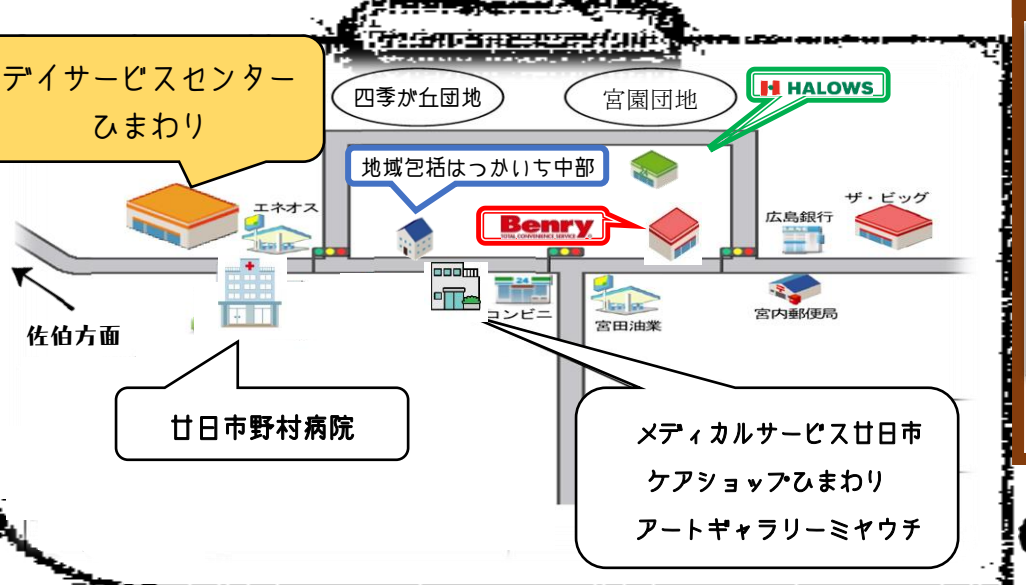 デイサービスセンター
ひまわり
四季が丘団地
宮園団地
HALOWS
地域包括はつかいち中部
エネオス
Benry
ザ・ビッグ
広島銀行
24
コンビニ
宮田油業
宮内郵便局
佐伯方面
廿日市野村病院
メディカルサービス廿日市
ケアショップひまわり
アートギャラリーミヤウチ